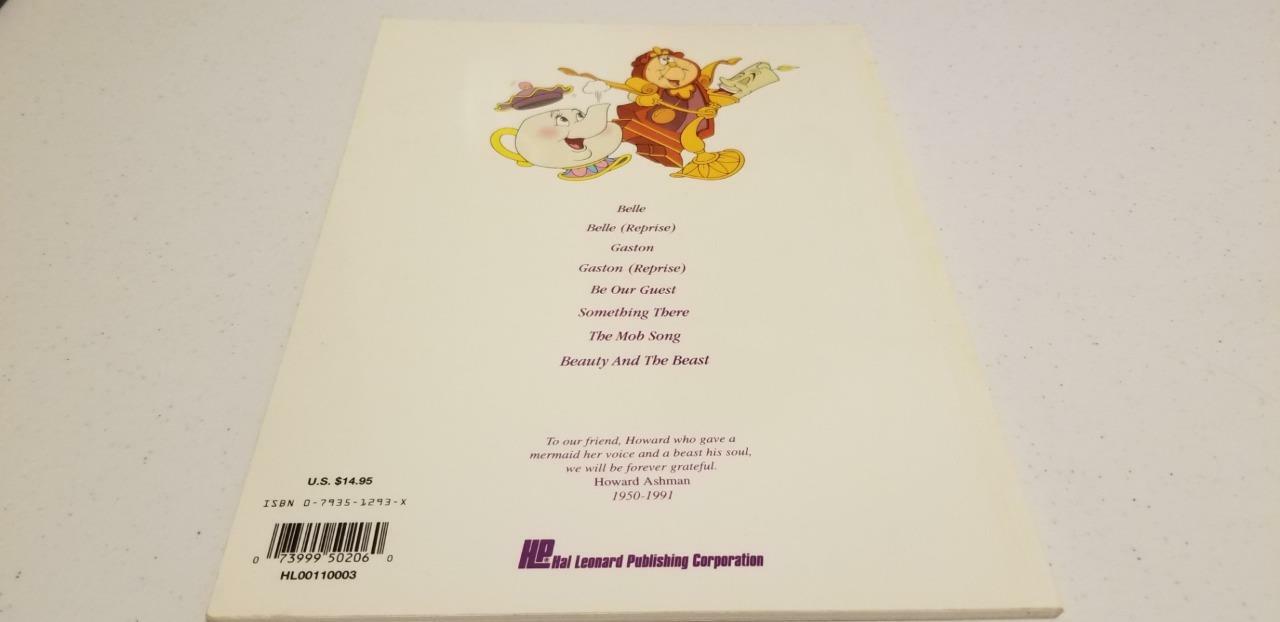 Belle
Belle (Reprise)
Gaston
Gaston (Reprise)
Be Our Guest
Something There
The Mob Song
Beauty And The Beast
To our friend, Howard who gave a
mermaid her voice and a beast his soul,
we will be forever grateful.
Howard Ashman
1950-1991
U.S. $14.95
ISBN 0-7935-1293-X
0 73999 50206 0
HL00110003
HL® Hal Leonard Publishing Corporation